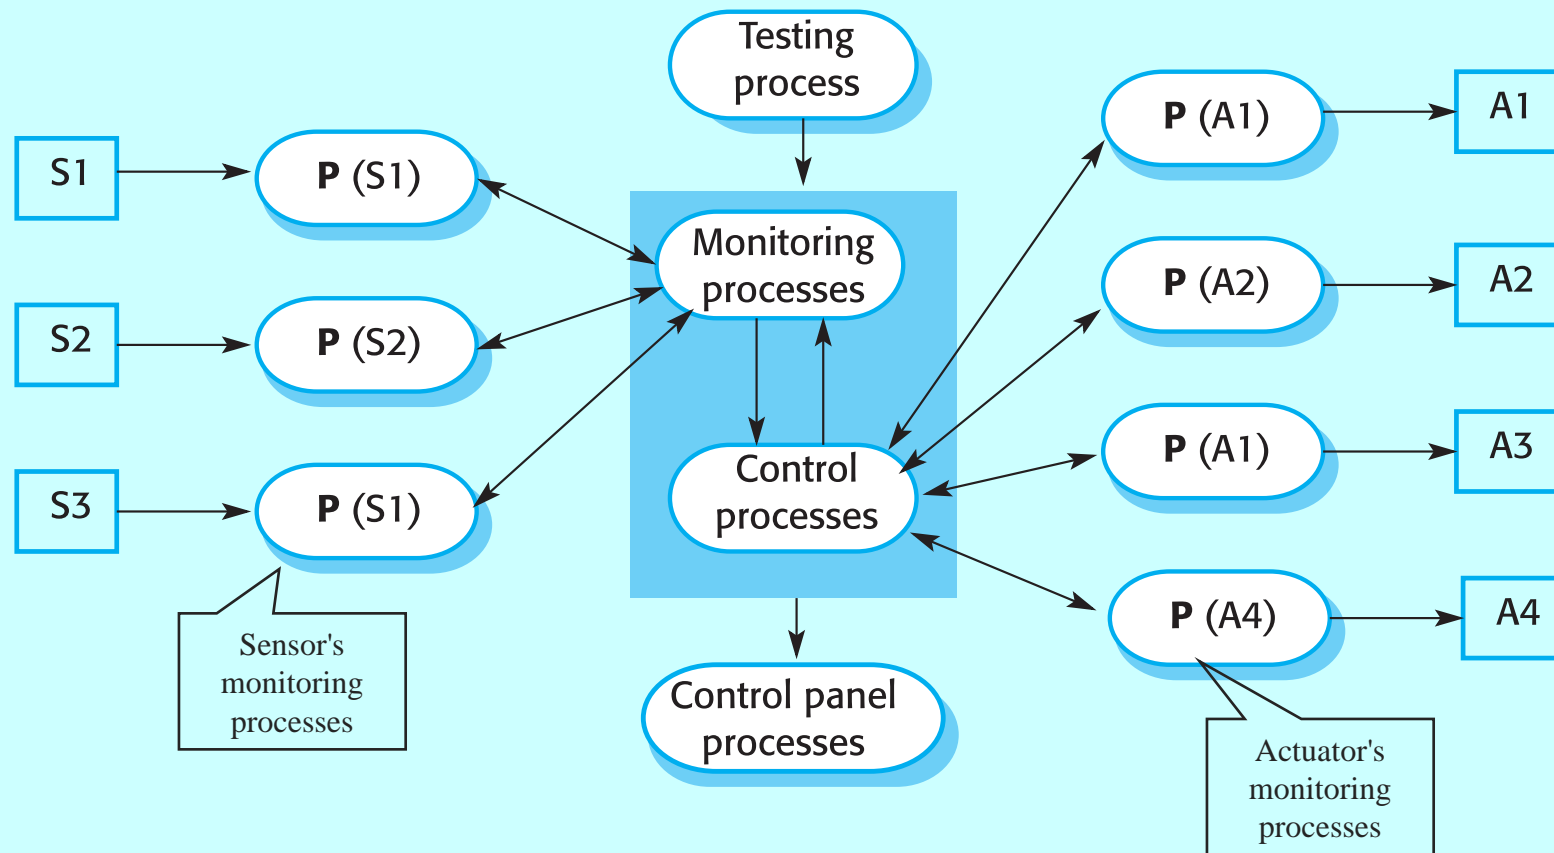 Testing
process
S1
P (S1)
S2
P (S2)
S3
P (S1)
Sensor's
monitoring
processes
Monitoring
processes
Control
processes
Control panel
processes
P (A1)
A1
P (A2)
A2
P (A1)
A3
P (A4)
A4
Actuator's
monitoring
processes